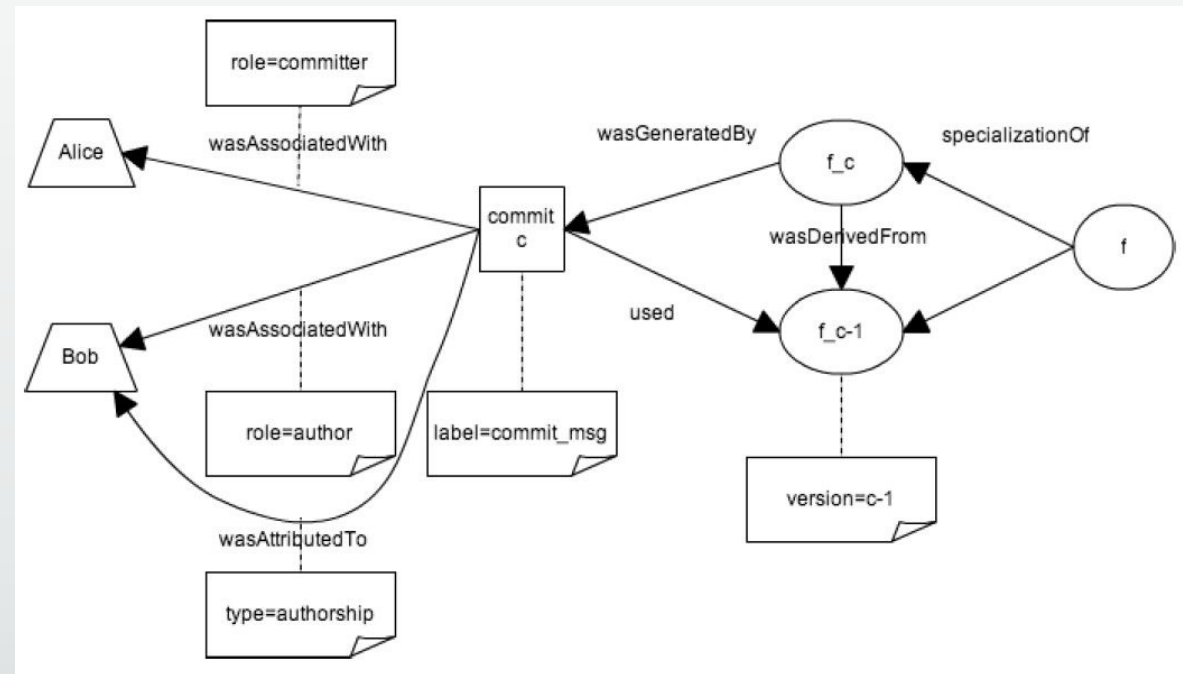 role=committer
wasAssociatedWith
Alice
wasGeneratedBy
f_c
specializationOf
commit
c
wasDerivedFrom
f
used
f_c-1
wasAssociatedWith
Bob
role=author
label=commit_msg
version=c-1
wasAttributedTo
type=authorship